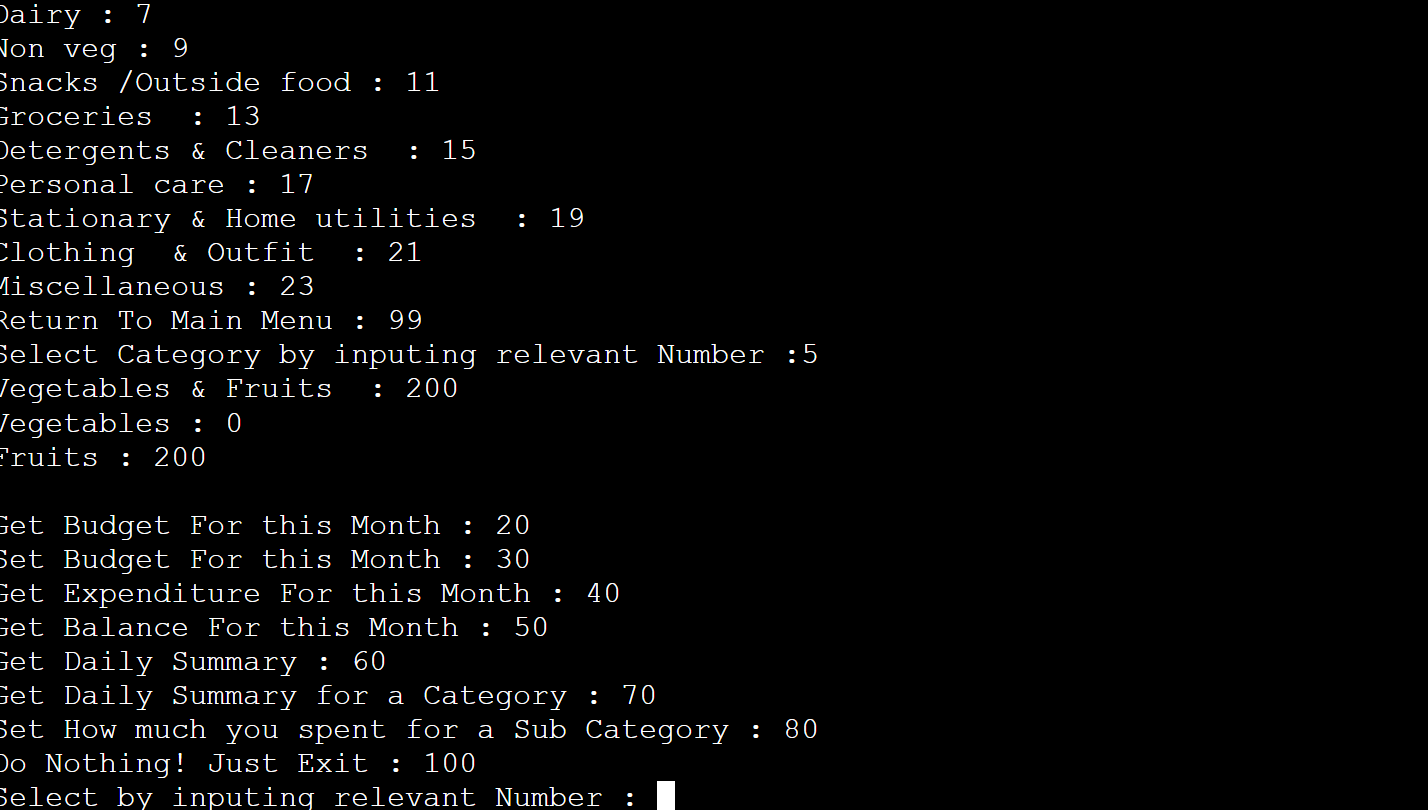 Dairy : 7
Non veg : 9
Snacks /Outside food : 11
Groceries  : 13
Detergents & Cleaners  : 15
Personal care : 17
Stationary & Home utilities  : 19
Clothing  & Outfit  : 21
Miscellaneous : 23
Return To Main Menu : 99
Select Category by inputing relevant Number :5
Vegetables & Fruits  : 200
Vegetables : 0
Fruits : 200
Get Budget For this Month : 20
Set Budget For this Month : 30
Get Expenditure For this Month : 40
Get Balance For this Month : 50
Get Daily Summary : 60
Get Daily Summary for a Category : 70
Set How much you spent for a Sub Category : 80
Do Nothing! Just Exit : 100
Select by inputing relevant Number :